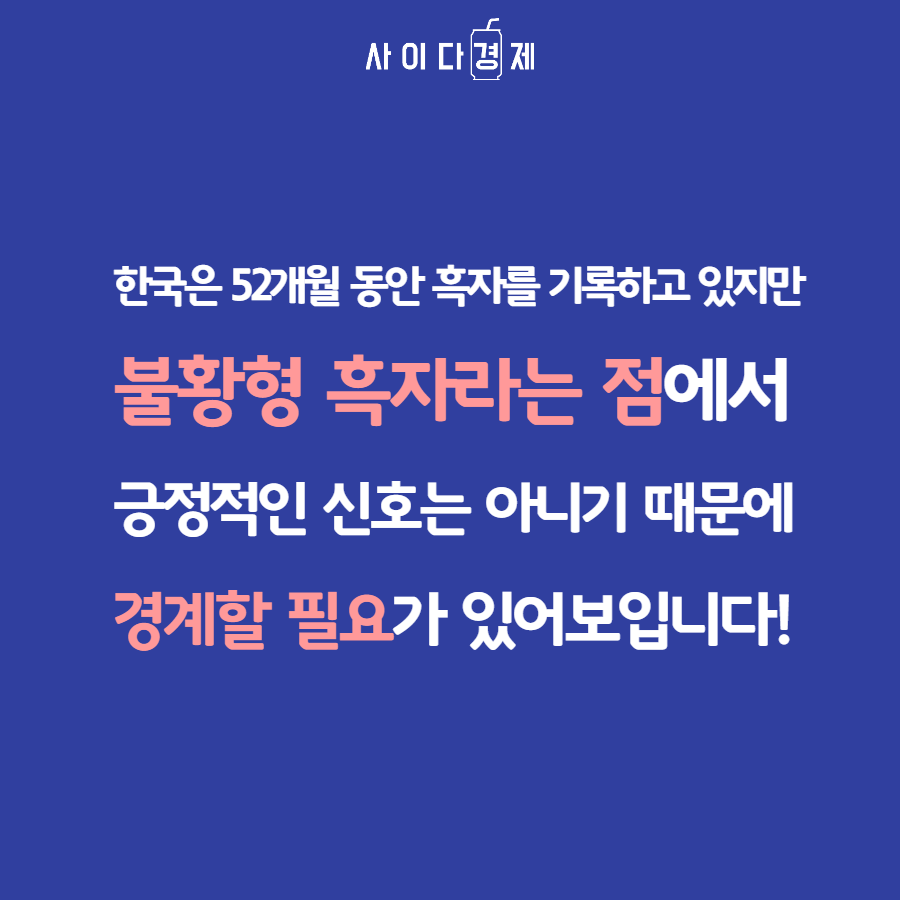 사이다경제
한국은 52개월 동안 흑자를 기록하고 있지만
불황형 흑자라는 점에서
긍정적인 신호는 아니기 때문에
경계할 필요가 있어보입니다!